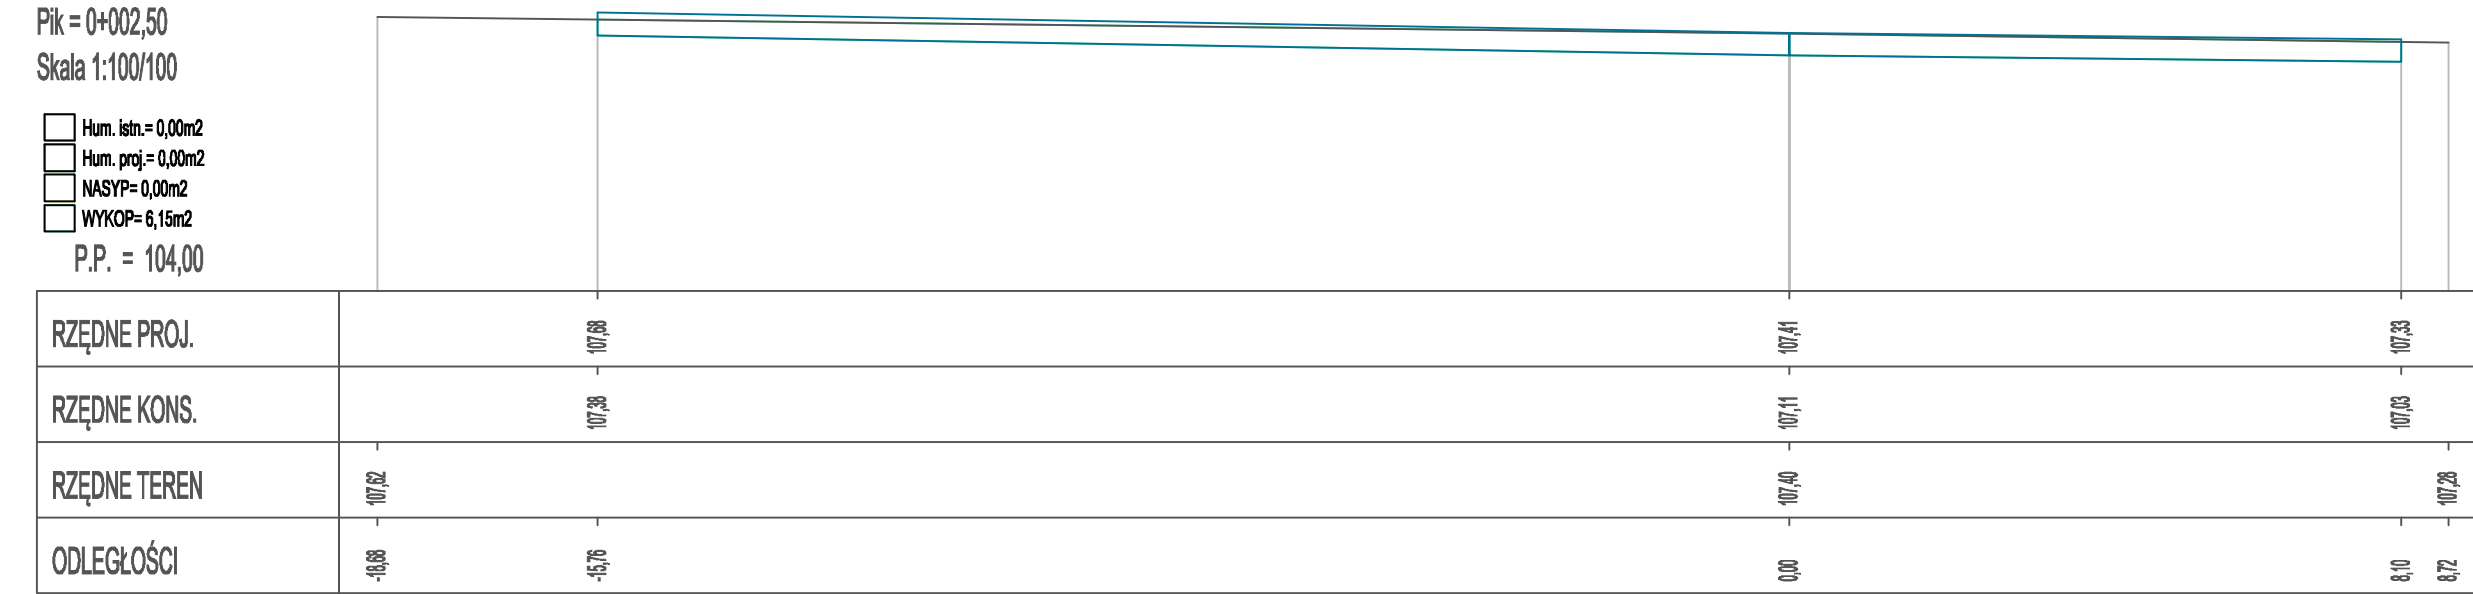 Pik = 0+002,50
Skala 1:100/100
Hum. istn.= 0,00m2
Hum. proj.= 0,00m2
NASYP= 0,00m2
WYKOP= 6,15m2
P.P. = 104,00
RZĘDNE PROJ. 107,68 107,41 107,33
RZĘDNE KONS. 107,38 107,11 107,03
RZĘDNE TEREN 107,62 107,40 107,28
ODLEGŁOŚCI -18,68 -15,76 0,00 8,10 8,72